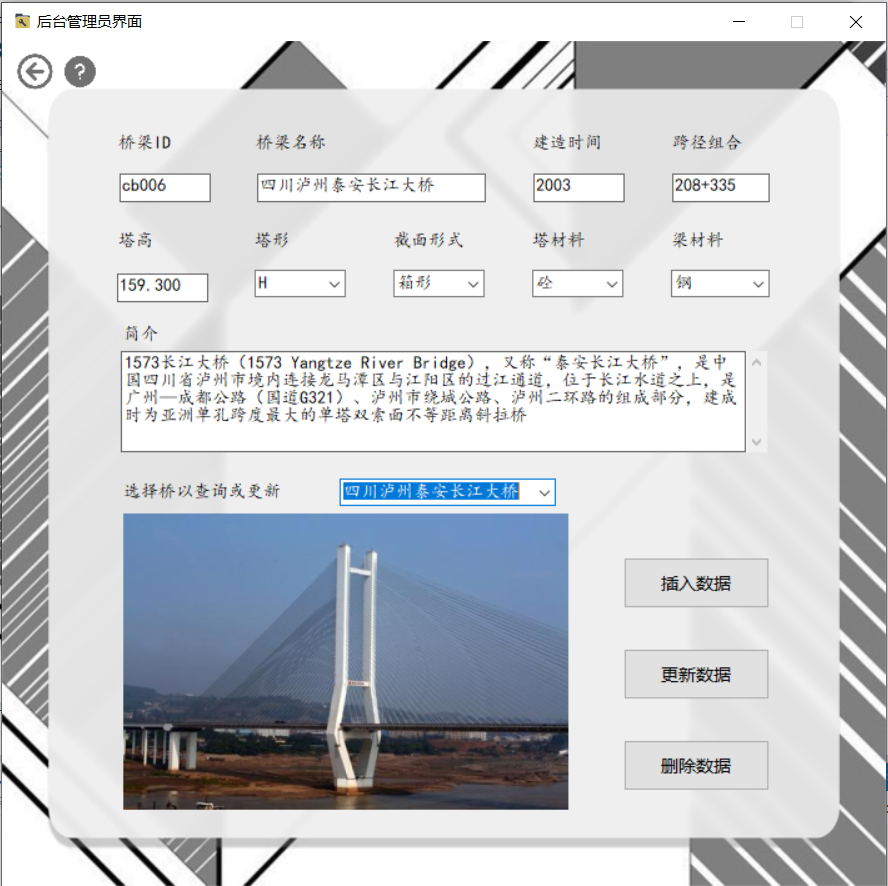 后台管理员界面
?
桥梁ID 桥梁名称 建造时间 跨径组合
cb006 四川泸州泰安长江大桥 2003 208+335
塔高 塔形 截面形式 塔材料 梁材料
159.300 H 箱形 砼 钢
简介
1573长江大桥（1573 Yangtze River Bridge），又称“泰安长江大桥”，是中
国四川省泸州市境内连接龙马潭区与江阳区的过江通道，位于长江水道之上，是
广州—成都公路（国道G321）、泸州市绕城公路、泸州二环路的组成部分，建成
时为亚洲单孔跨度最大的单塔双索面不等距离斜拉桥
选择桥以查询或更新 四川泸州泰安长江大桥
插入数据
更新数据
删除数据